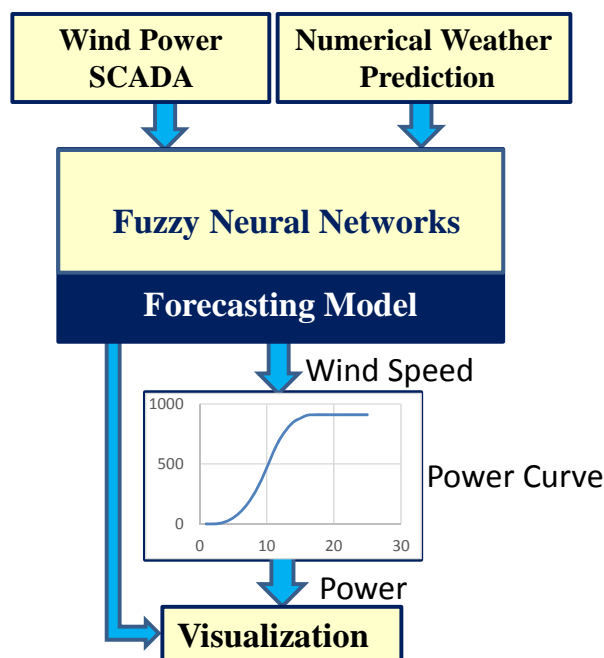 Wind Power
SCADA
Numerical Weather
Prediction
Fuzzy Neural Networks
Forecasting Model
Wind Speed
1000
500
0
0 10 20 30
Power Curve
Power
Visualization